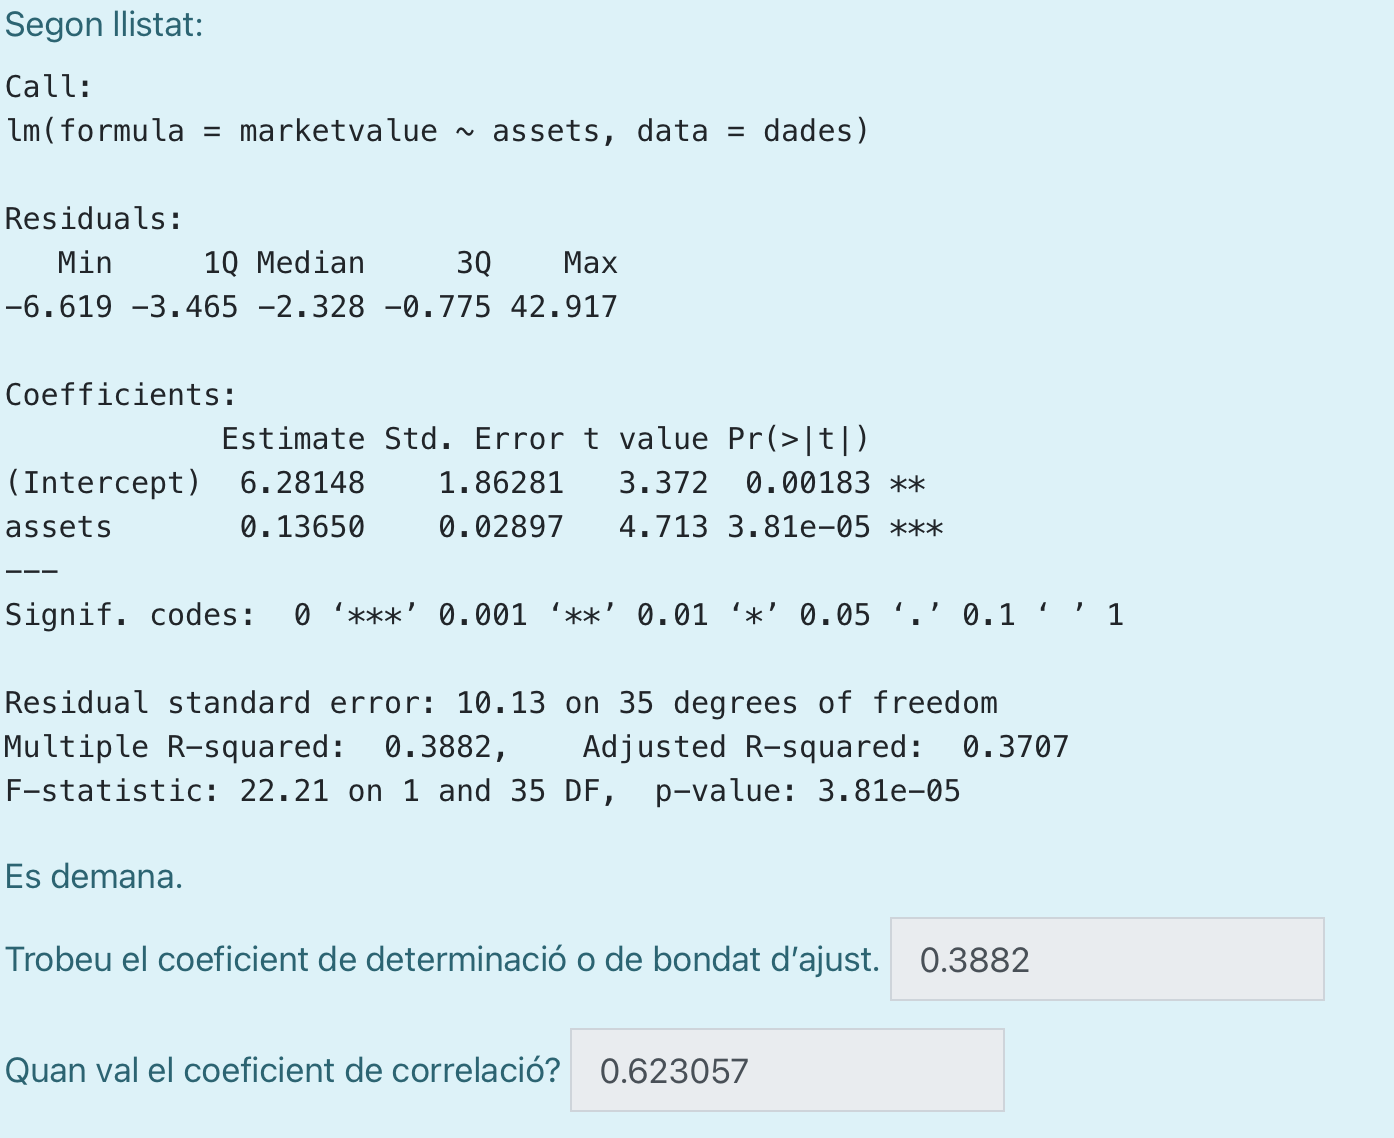 Segon llistat:
Call:
lm(formula = marketvalue ~ assets, data = dades)
Residuals:
   Min     1Q Median     3Q    Max
−6.619 −3.465 −2.328 −0.775 42.917
Coefficients:
            Estimate Std. Error t value Pr(>|t|)
(Intercept)  6.28148    1.86281   3.372  0.00183 **
assets       0.13650    0.02897   4.713 3.81e−05 ***
−−−
Signif. codes:  0 ‘***’ 0.001 ‘**’ 0.01 ‘*’ 0.05 ‘.’ 0.1 ‘ ’ 1
Residual standard error: 10.13 on 35 degrees of freedom
Multiple R−squared:  0.3882,    Adjusted R−squared:  0.3707
F−statistic: 22.21 on 1 and 35 DF,  p−value: 3.81e−05
Es demana.
Trobeu el coeficient de determinació o de bondat d’ajust. 0.3882
Quan val el coeficient de correlació? 0.623057